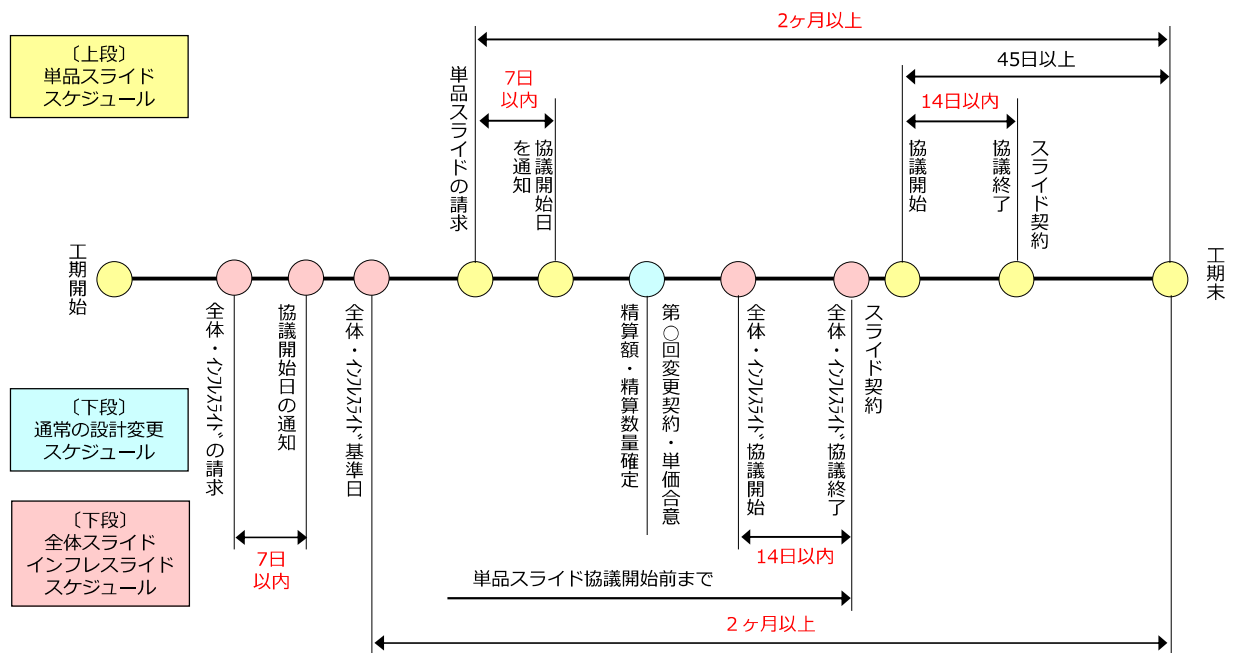 〔上段〕
単品スライド
スケジュール
2ヶ月以上
45日以上
7日
以内
14日以内
単品スライドの請求
協議開始日
を通知
協議開始
協議終了
スライド契約
工期開始
工期末
全体・インフレスライドの請求
協議開始日の通知
全体・インフレスライド基準日
第○回変更契約・単価合意
精算額・精算数量確定
全体・インフレスライド協議開始
スライド契約
全体・インフレスライド協議終了
〔下段〕
通常の設計変更
スケジュール
〔下段〕
全体スライド
インフレスライド
スケジュール
7日
以内
14日以内
単品スライド協議開始前まで
2ヶ月以上